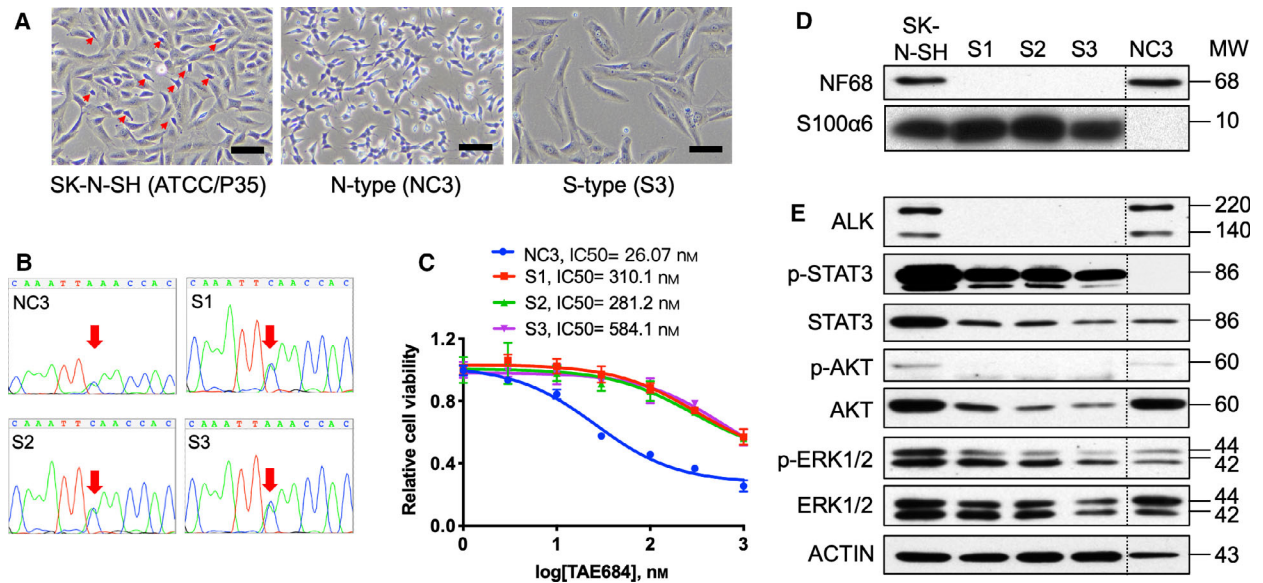 A
SK-N-SH (ATCC/P35)
N-type (NC3)
S-type (S3)
B
C A A A T T A A A C C A C
NC3
C A A A T T C A A C C A C
S1
C A A A T T C A A C C A C
S2
C A A A T T A A A C C A C
S3
C
NC3, IC50= 26.07 nM
S1, IC50= 310.1 nM
S2, IC50= 281.2 nM
S3, IC50= 584.1 nM
Relative cell viability
1.2
0.8
0.4
0.0
0 1 2 3
log[TAE684], nM
D
SK-
N-SH S1 S2 S3 NC3 MW
NF68 68
S100α6 10
E
ALK 220
140
p-STAT3 86
STAT3 86
p-AKT 60
AKT 60
p-ERK1/2 44
42
ERK1/2 44
42
ACTIN 43